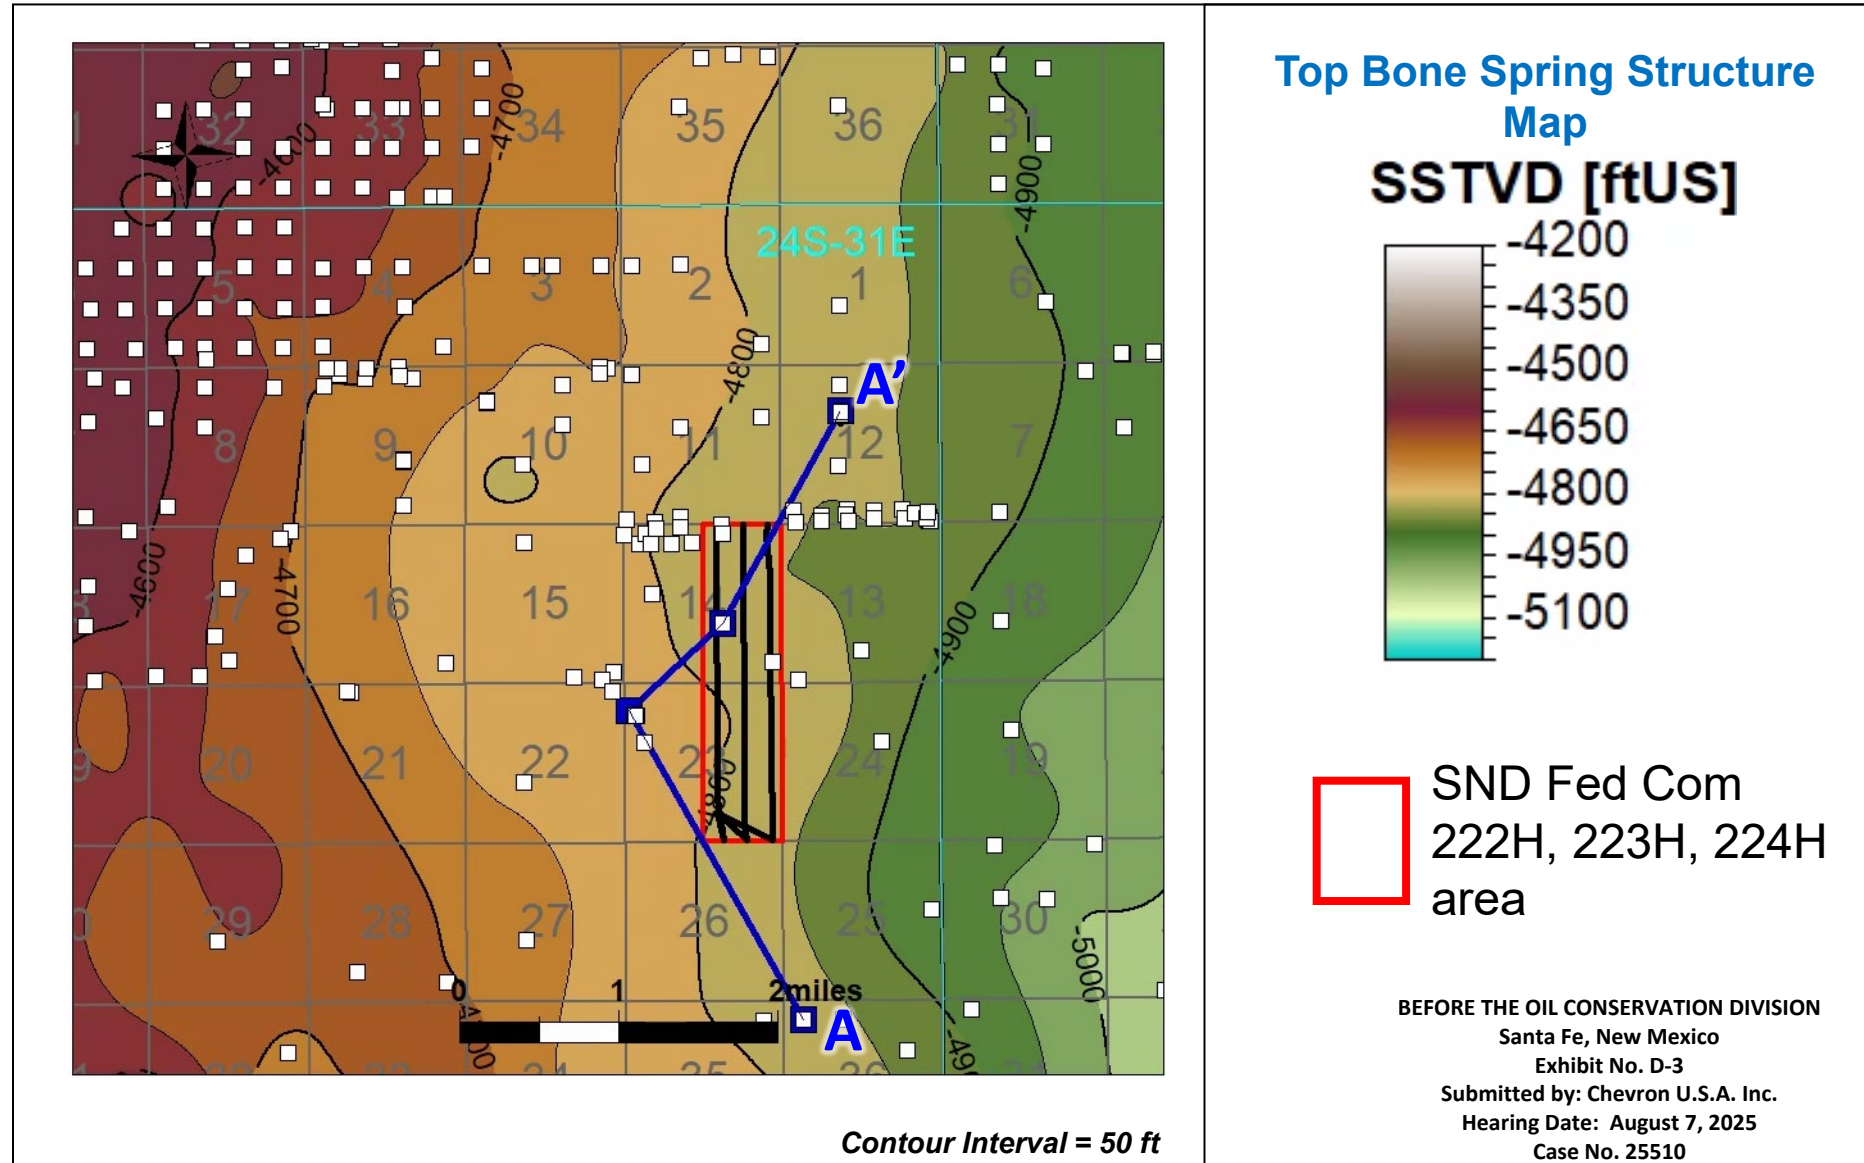 Top Bone Spring Structure
Map
SSTVD [ftUS]
-4200
-4350
-4500
-4650
-4800
-4950
-5100
SND Fed Com
222H, 223H, 224H
area
BEFORE THE OIL CONSERVATION DIVISION
Santa Fe, New Mexico
Exhibit No. D-3
Submitted by: Chevron U.S.A. Inc.
Hearing Date: August 7, 2025
Case No. 25510
32 33 34 35 36 31
-4600 -4700 -4900
24S-31E
5 4 3 2 1 6
-4800
A'
8 9 10 11 12 7
-4600 -4700 -4900
17 16 15 14 13 18
20 21 22 23 24 19
-4800
29 28 27 26 25 30
-5000
0 1 2miles
A
Contour Interval = 50 ft